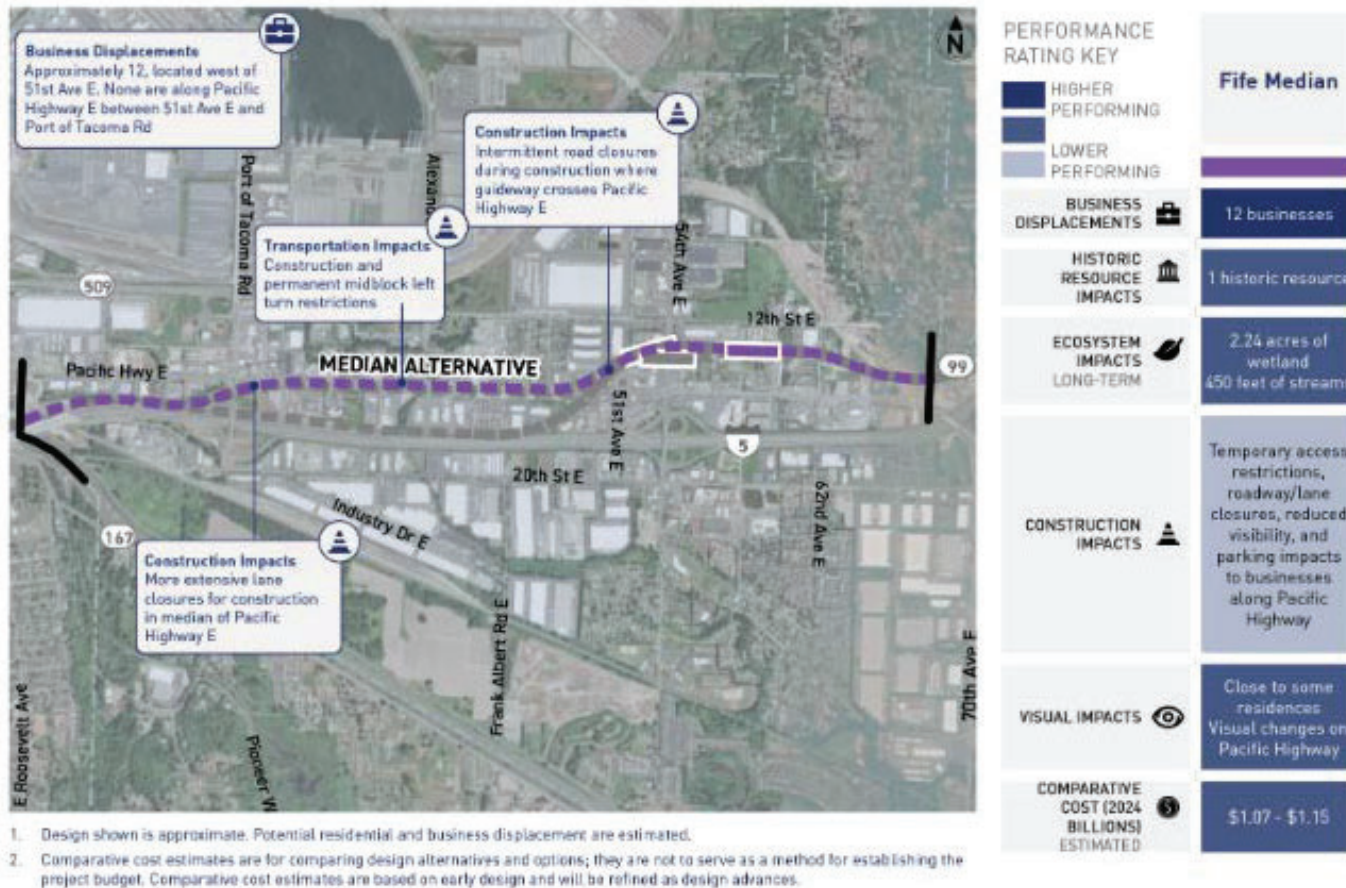 Business Displacements
Approximately 12, located west of
51st Ave E. None are along Pacific
Highway E between 51st Ave E and
Port of Tacoma Rd
N
Construction Impacts
Intermittent road closures
during construction where
guideway crosses Pacific
Highway E
Port of Tacoma Rd
Alexand
Transportation Impacts
Construction and
permanent midblock left
turn restrictions
54th Ave E
509
12th St E
Pacific Hwy E
MEDIAN ALTERNATIVE
99
51st Ave E
5
20th St E
62nd Ave E
Industry Dr E
167
Construction Impacts
More extensive lane
closures for construction
in median of Pacific
Highway E
Frank Albert Rd E
70th Ave E
E Roosevelt Ave
Pioneer W
1. Design shown is approximate. Potential residential and business displacement are estimated.
2. Comparative cost estimates are for comparing design alternatives and options; they are not to serve as a method for establishing the
project budget. Comparative cost estimates are based on early design and will be refined as design advances.
PERFORMANCE
RATING KEY
HIGHER
PERFORMING
LOWER
PERFORMING
Fife Median
BUSINESS
DISPLACEMENTS
12 businesses
HISTORIC
RESOURCE
IMPACTS
1 historic resource
ECOSYSTEM
IMPACTS
LONG-TERM
2.24 acres of
wetland
450 feet of streams
CONSTRUCTION
IMPACTS
Temporary access
restrictions,
roadway/lane
closures, reduced
visibility, and
parking impacts
to businesses
along Pacific
Highway
VISUAL IMPACTS
Close to some
residences
Visual changes on
Pacific Highway
COMPARATIVE
COST (2024
BILLIONS)
ESTIMATED
$
$1.07 - $1.15